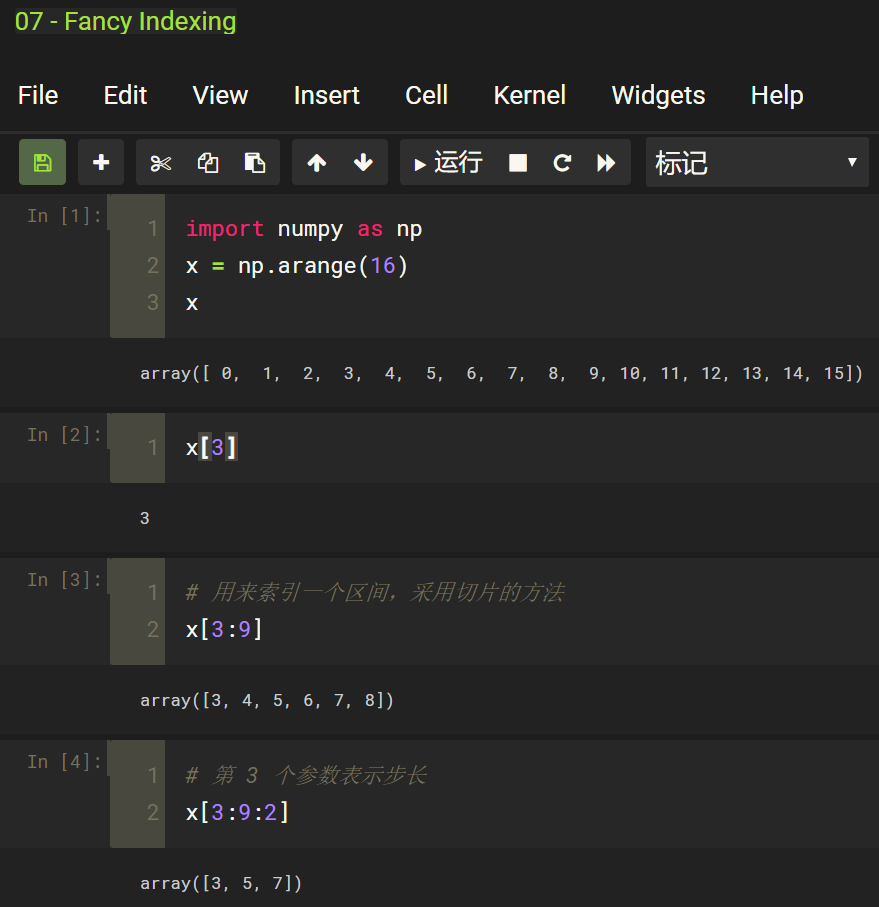 07 - Fancy Indexing
File Edit View Insert Cell Kernel Widgets Help
运行 标记
In [1]:
1 import numpy as np
2 x = np.arange(16)
3 x
array([ 0,  1,  2,  3,  4,  5,  6,  7,  8,  9, 10, 11, 12, 13, 14, 15])
In [2]:
1 x[3]
3
In [3]:
1 # 用来索引一个区间，采用切片的方法
2 x[3:9]
array([3, 4, 5, 6, 7, 8])
In [4]:
1 # 第 3 个参数表示步长
2 x[3:9:2]
array([3, 5, 7])